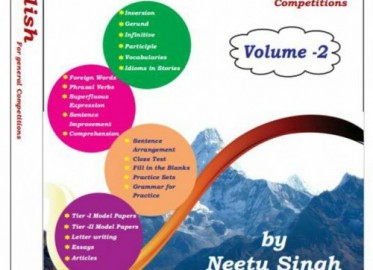 lish
For general Competitions
Competitions
Inversion
Gerund
Infinitive
Participle
Vocabularies
Idioms in Stories
Volume -2
Foreign Words
Phrasal Verbs
Superfluous
Expression
Sentence
Improvement
Comprehension
Sentence
Arrangement
Cloze Test
Fill in the Blanks
Practice Sets
Grammar for
Practice
Tier -I Model Papers
Tier -II Model Papers
Letter writing
Essays
Articles
by
Neetu Singh